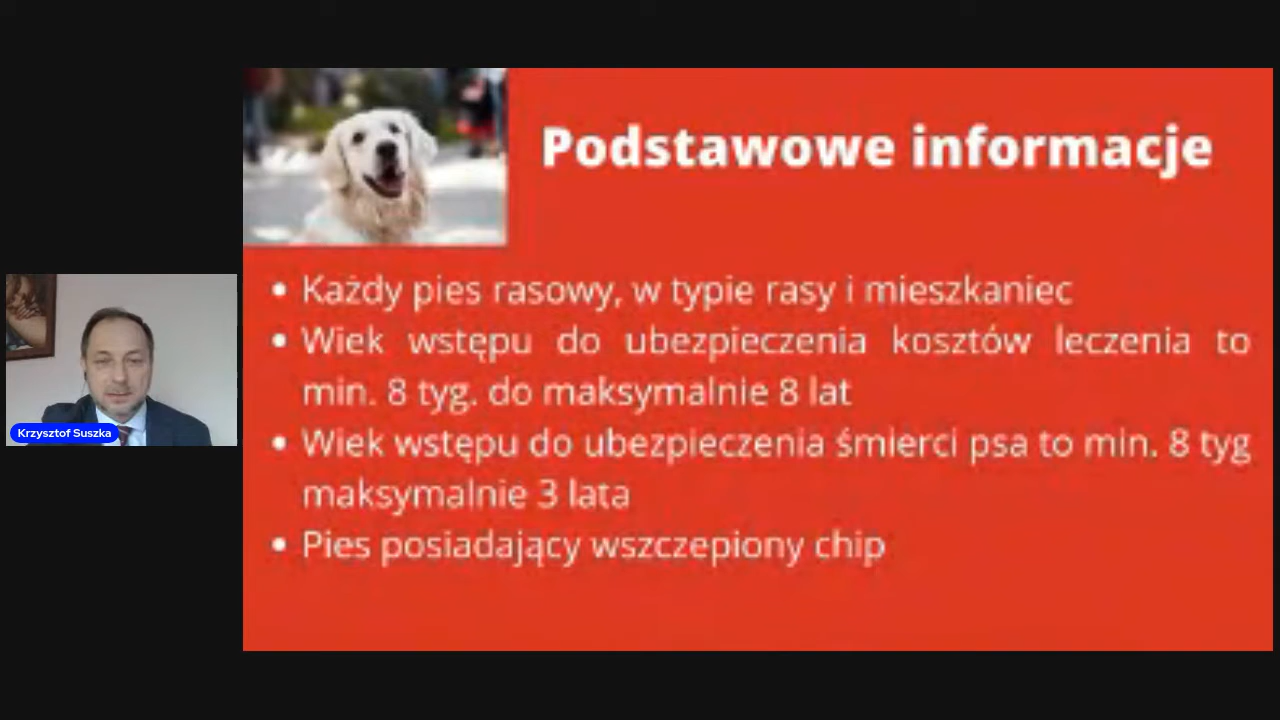 Podstawowe informacje
• Każdy pies rasowy, w typie rasy i mieszkaniec
• Wiek wstępu do ubezpieczenia kosztów leczenia to
min. 8 tyg. do maksymalnie 8 lat
• Wiek wstępu do ubezpieczenia śmierci psa to min. 8 tyg
maksymalnie 3 lata
• Pies posiadający wszczepiony chip
Krzysztof Suszka